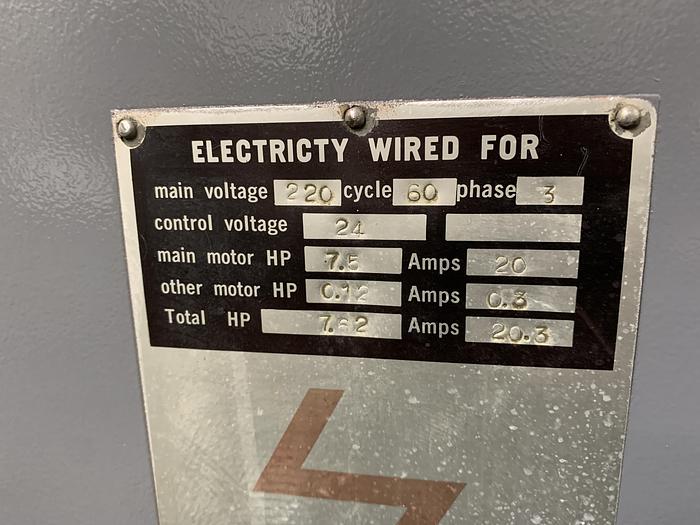 ELECTRICTY WIRED FOR
main voltage 220 cycle 60 phase 3
control voltage 24
main motor HP 7.5 Amps 20
other motor HP 0.12 Amps 0.3
Total HP 7.62 Amps 20.3